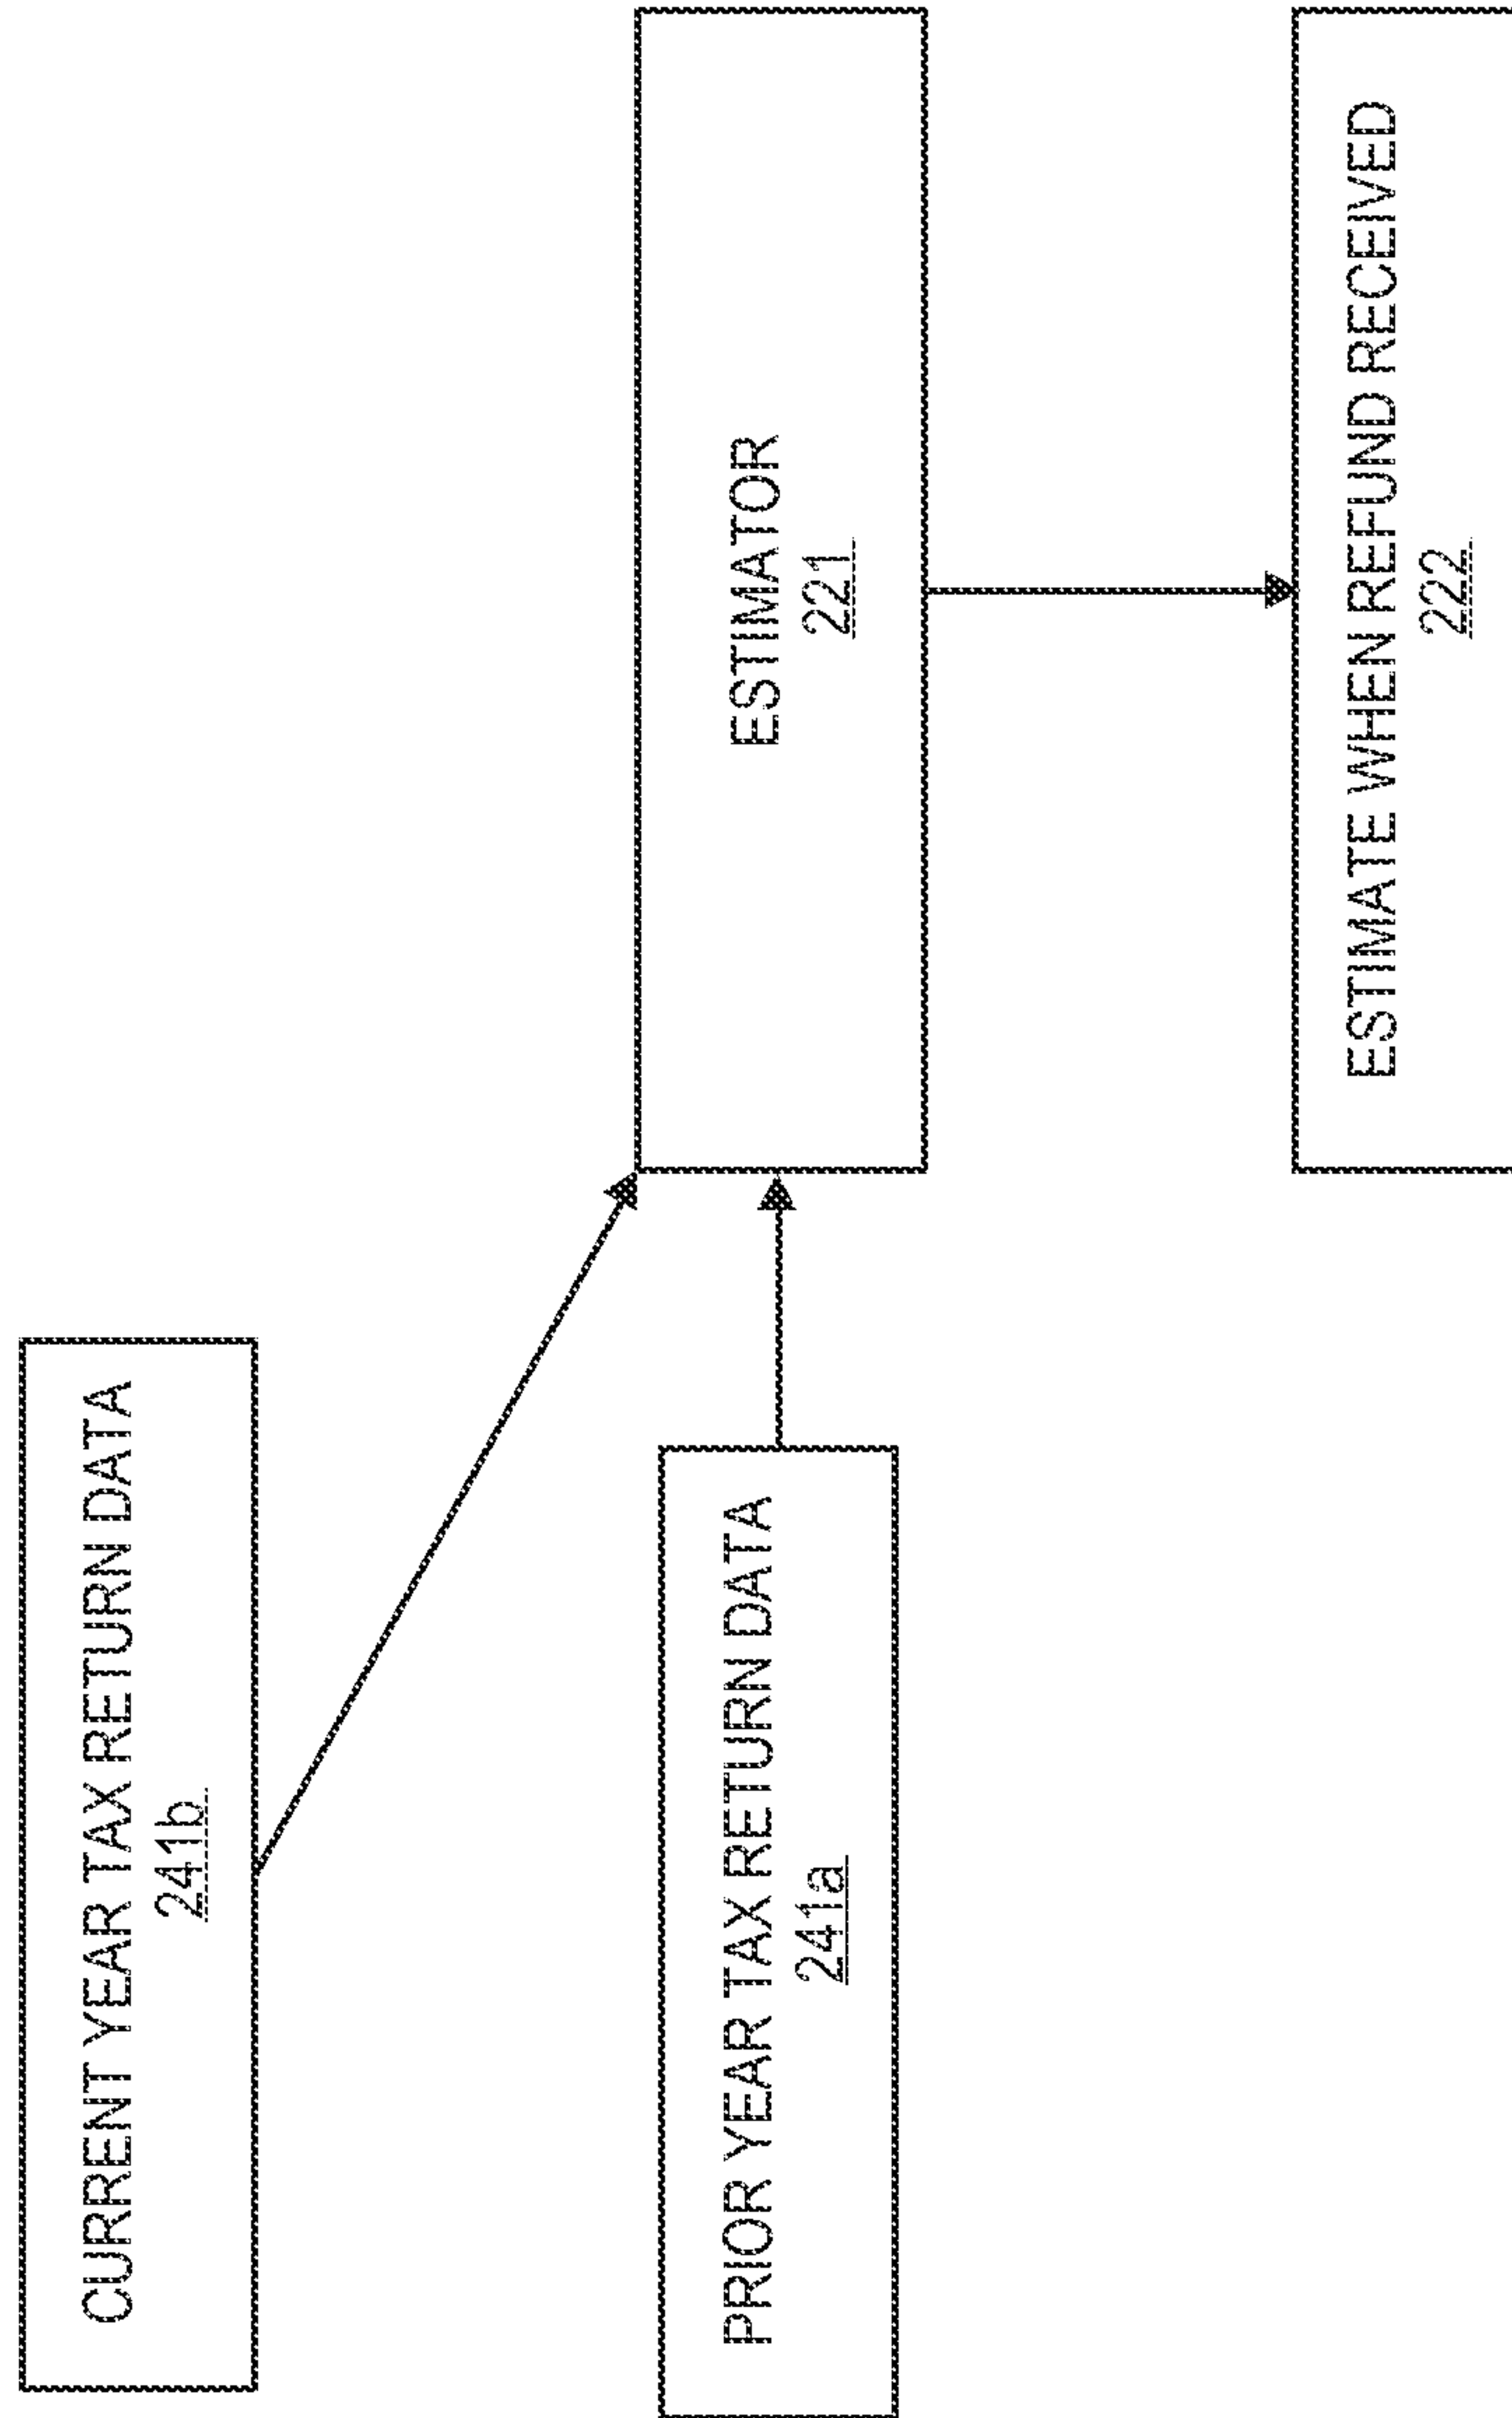 CURRENT YEAR TAX RETURN DATA
241b
PRIOR YEAR TAX RETURN DATA
241a
ESTIMATOR
221
ESTIMATE WHEN REFUND RECEIVED
222